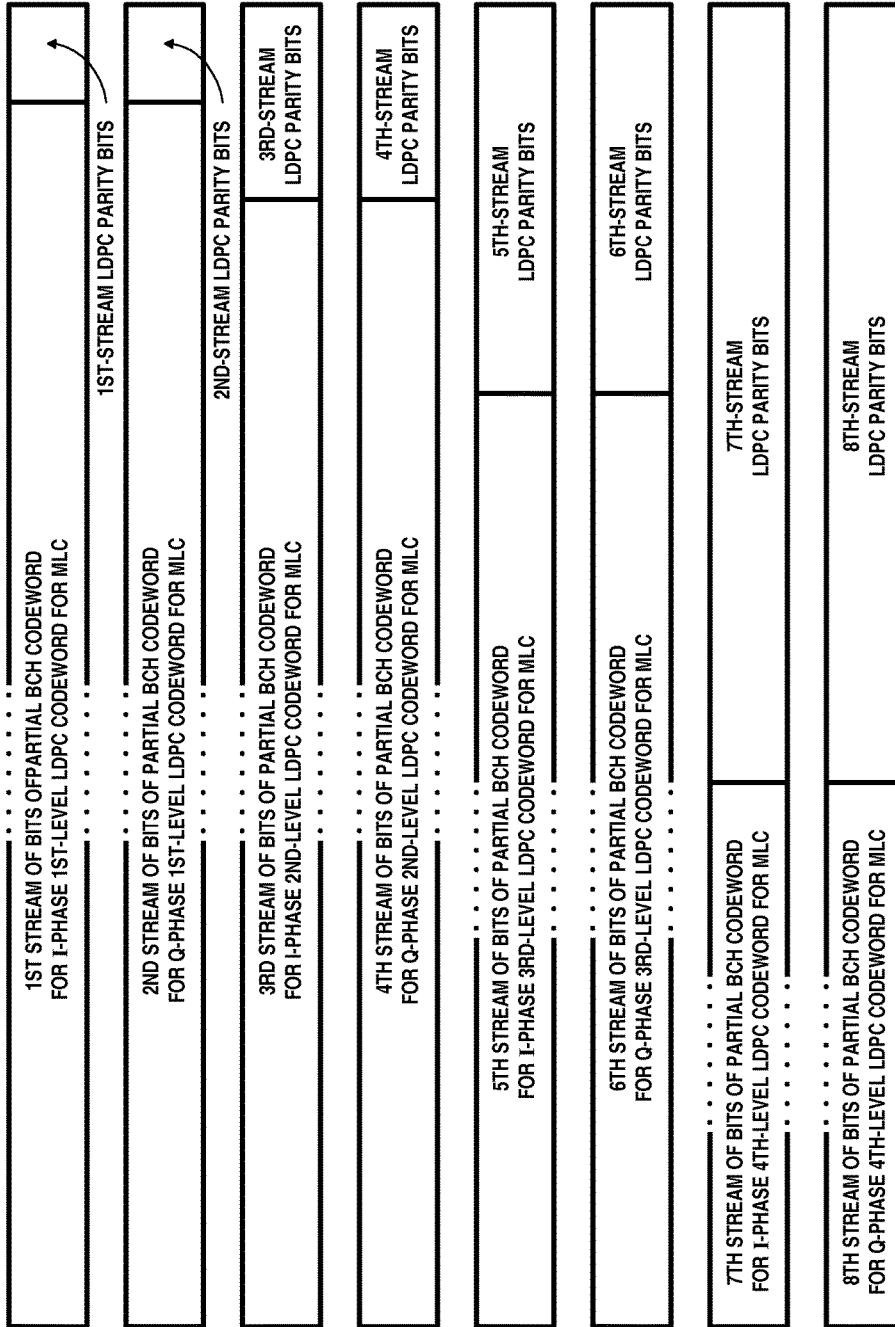 1ST STREAM OF BITS OFPARTIAL BCH CODEWORD
FOR I-PHASE 1ST-LEVEL LDPC CODEWORD FOR MLC
1ST-STREAM LDPC PARITY BITS
2ND STREAM OF BITS OF PARTIAL BCH CODEWORD
FOR Q-PHASE 1ST-LEVEL LDPC CODEWORD FOR MLC
2ND-STREAM LDPC PARITY BITS
3RD STREAM OF BITS OF PARTIAL BCH CODEWORD
FOR I-PHASE 2ND-LEVEL LDPC CODEWORD FOR MLC
3RD-STREAM
LDPC PARITY BITS
4TH STREAM OF BITS OF PARTIAL BCH CODEWORD
FOR Q-PHASE 2ND-LEVEL LDPC CODEWORD FOR MLC
4TH-STREAM
LDPC PARITY BITS
5TH STREAM OF BITS OF PARTIAL BCH CODEWORD
FOR I-PHASE 3RD-LEVEL LDPC CODEWORD FOR MLC
5TH-STREAM
LDPC PARITY BITS
6TH STREAM OF BITS OF PARTIAL BCH CODEWORD
FOR Q-PHASE 3RD-LEVEL LDPC CODEWORD FOR MLC
6TH-STREAM
LDPC PARITY BITS
7TH STREAM OF BITS OF PARTIAL BCH CODEWORD
FOR I-PHASE 4TH-LEVEL LDPC CODEWORD FOR MLC
7TH-STREAM
LDPC PARITY BITS
8TH STREAM OF BITS OF PARTIAL BCH CODEWORD
FOR Q-PHASE 4TH-LEVEL LDPC CODEWORD FOR MLC
8TH-STREAM
LDPC PARITY BITS